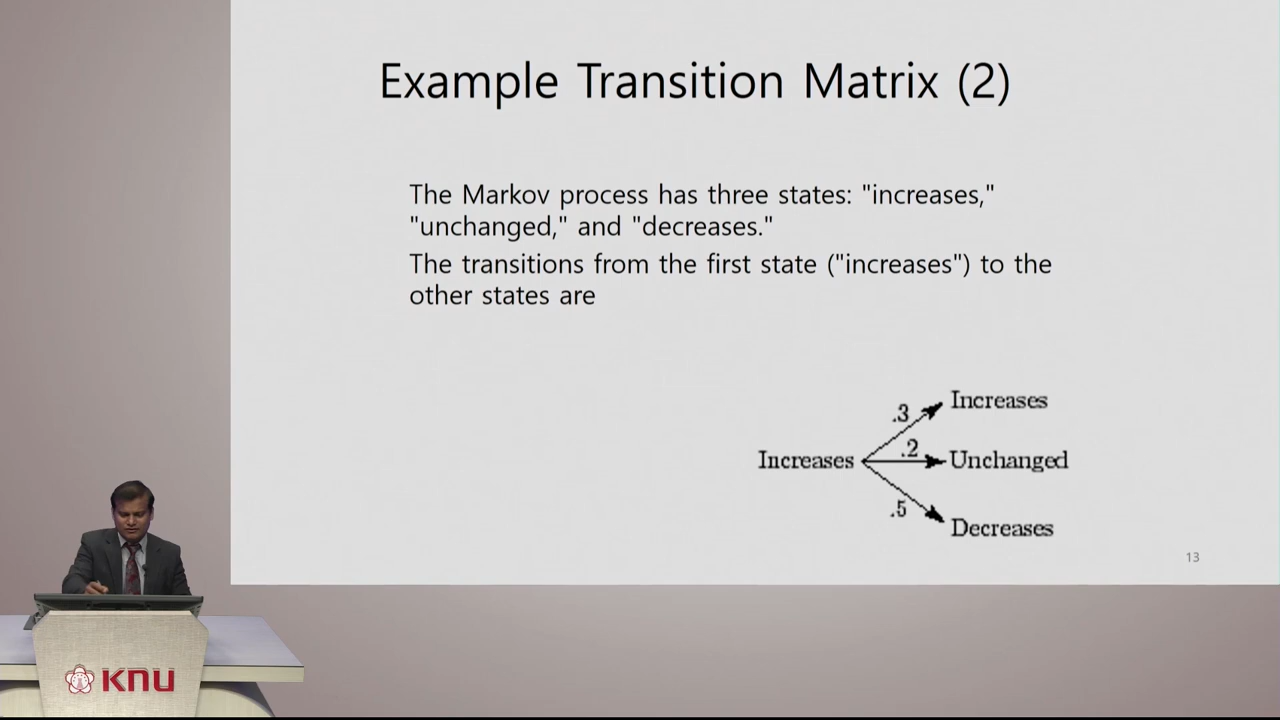 Example Transition Matrix (2)
The Markov process has three states: "increases,"
"unchanged," and "decreases."
The transitions from the first state ("increases") to the
other states are
.3
Increases
Increases
.2
Unchanged
.5
Decreases
13
KNU